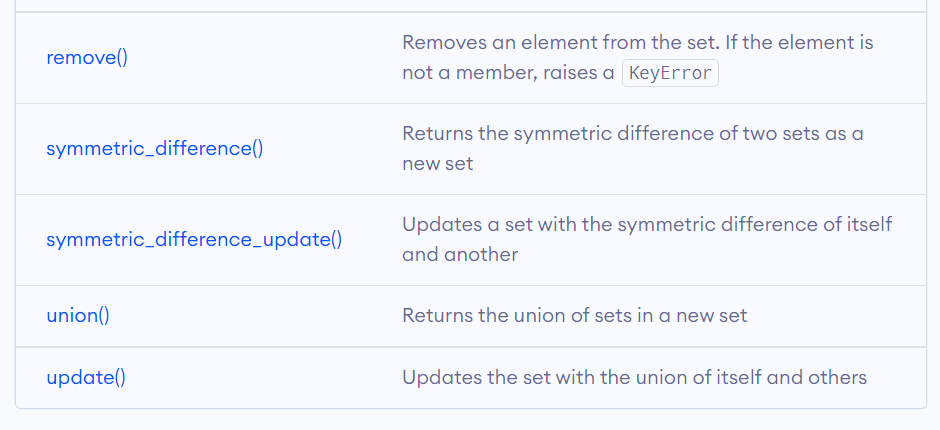 remove()
Removes an element from the set. If the element is
not a member, raises a KeyError
symmetric_difference()
Returns the symmetric difference of two sets as a
new set
symmetric_difference_update()
Updates a set with the symmetric difference of itself
and another
union()
Returns the union of sets in a new set
update()
Updates the set with the union of itself and others